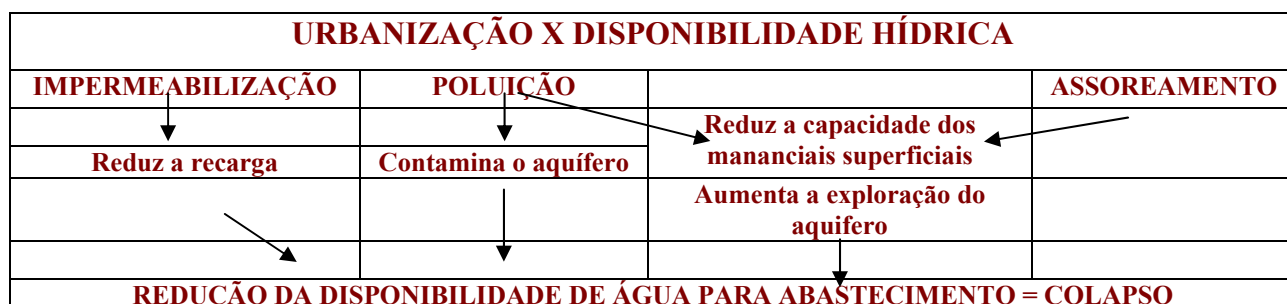 URBANIZAÇÃO X DISPONIBILIDADE HÍDRICA
IMPERMEABILIZAÇÃO
POLUIÇÃO
ASSOREAMENTO
Reduz a capacidade dos
mananciais superficiais
Reduz a recarga
Contamina o aquífero
Aumenta a exploração do
aquifero
REDUÇÃO DA DISPONIBILIDADE DE ÁGUA PARA ABASTECIMENTO = COLAPSO